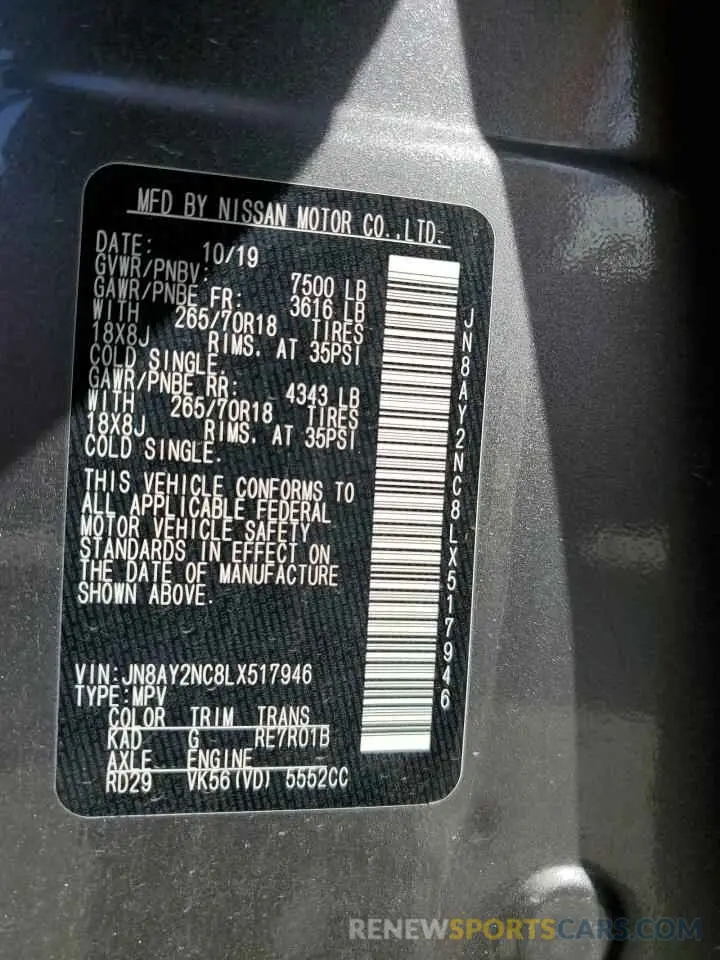 MFD BY NISSAN MOTOR CO.,LTD.
DATE: 10/19
GVWR/PNBV: 7500 LB
GAWR/PNBE FR: 3616 LB
WITH 265/70R18 TIRES
18X8J RIMS. AT 35PSI
COLD SINGLE.
GAWR/PNBE RR: 4343 LB
WITH 265/70R18 TIRES
18X8J RIMS. AT 35PSI
COLD SINGLE.
THIS VEHICLE CONFORMS TO
ALL APPLICABLE FEDERAL
MOTOR VEHICLE SAFETY
STANDARDS IN EFFECT ON
THE DATE OF MANUFACTURE
SHOWN ABOVE.
VIN:JN8AY2NC8LX517946
TYPE:MPV
COLOR TRIM TRANS
KAD G RE7R01B
AXLE ENGINE
RD29 VK56(VD) 5552CC
JN8AY2NC8LX517946
RENEWSPORTSCARS.COM